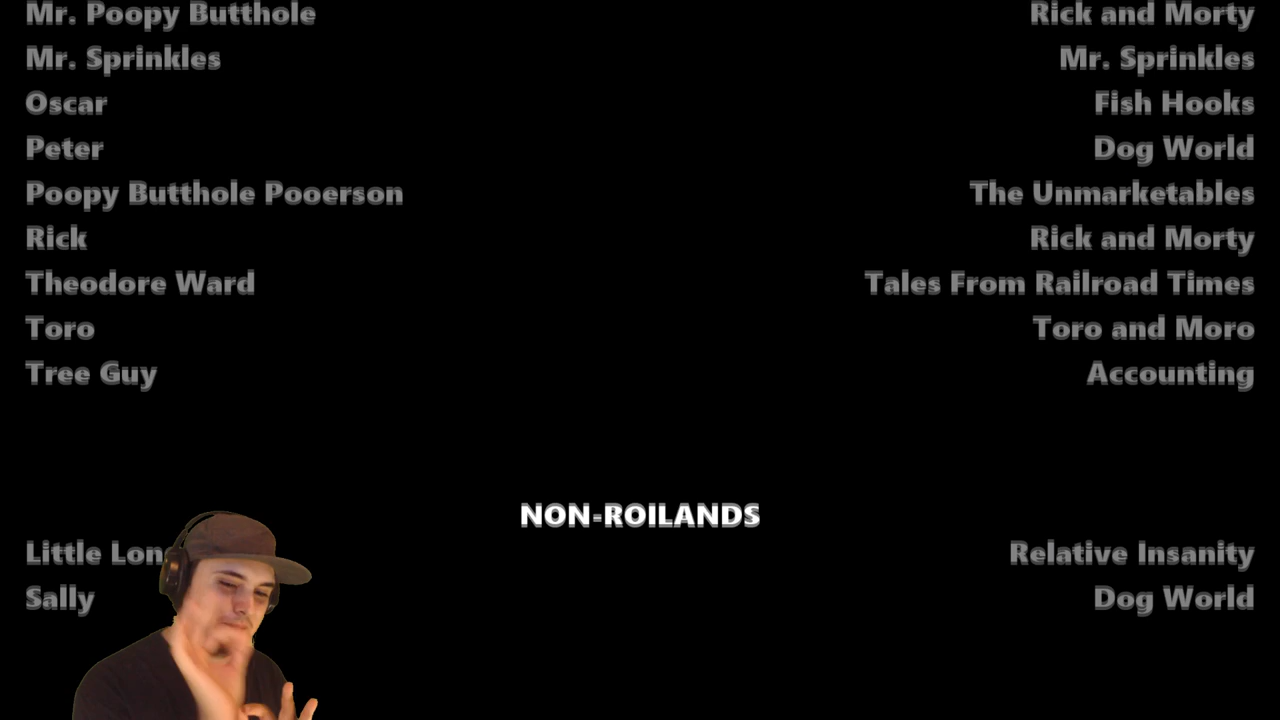 Mr. Poopy Butthole Rick and Morty
Mr. Sprinkles Mr. Sprinkles
Oscar Fish Hooks
Peter Dog World
Poopy Butthole Pooerson The Unmarketables
Rick Rick and Morty
Theodore Ward Tales From Railroad Times
Toro Toro and Moro
Tree Guy Accounting
NON-ROILANDS
Little Relative Insanity
Sally Dog World